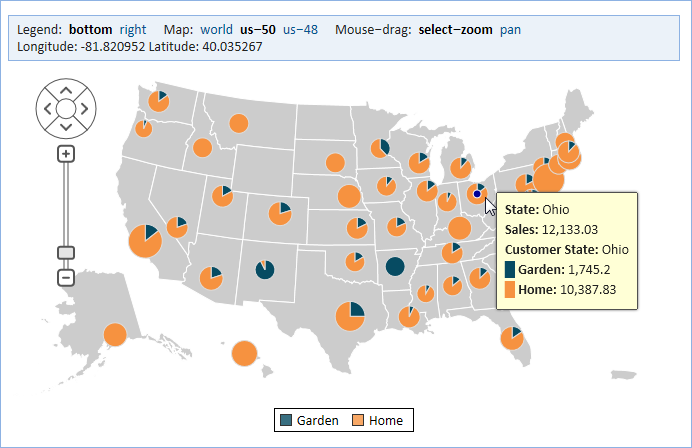 Legend: bottom right Map: world us-50 us-48 Mouse-drag: select-zoom pan
Longitude: -81.820952 Latitude: 40.035267
State: Ohio
Sales: 12,133.03
Customer State: Ohio
Garden: 1,745.2
Home: 10,387.83
Garden Home